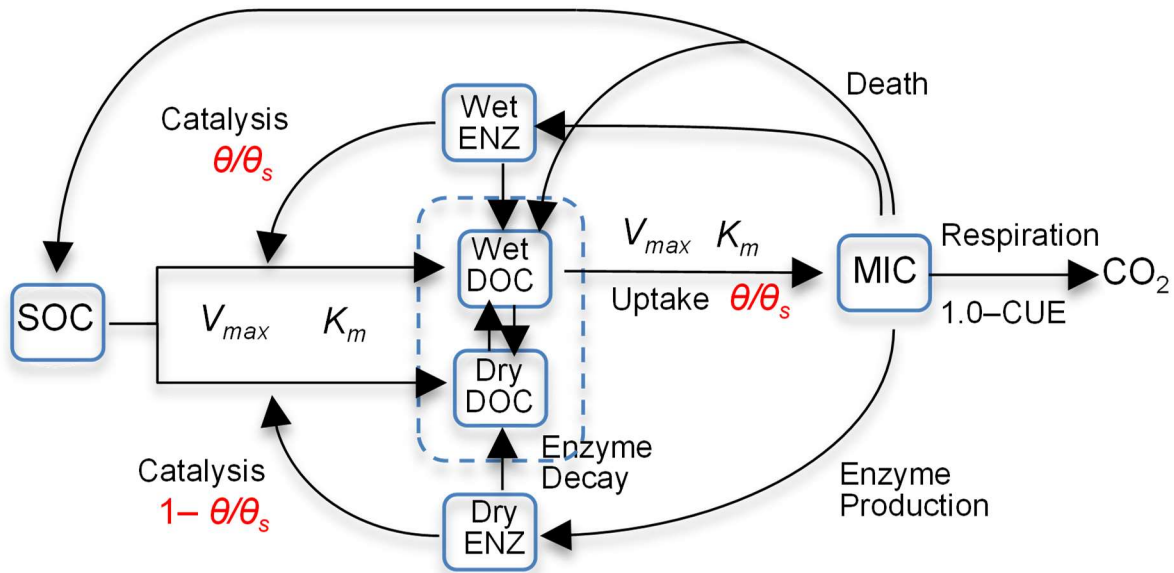 Death
Wet
ENZ
Catalysis
θ/θs
Wet
DOC
Vmax Km
Uptake θ/θs
MIC
Respiration
1.0–CUE
CO2
SOC
Vmax Km
Dry
DOC
Enzyme
Decay
Catalysis
1– θ/θs
Dry
ENZ
Enzyme
Production